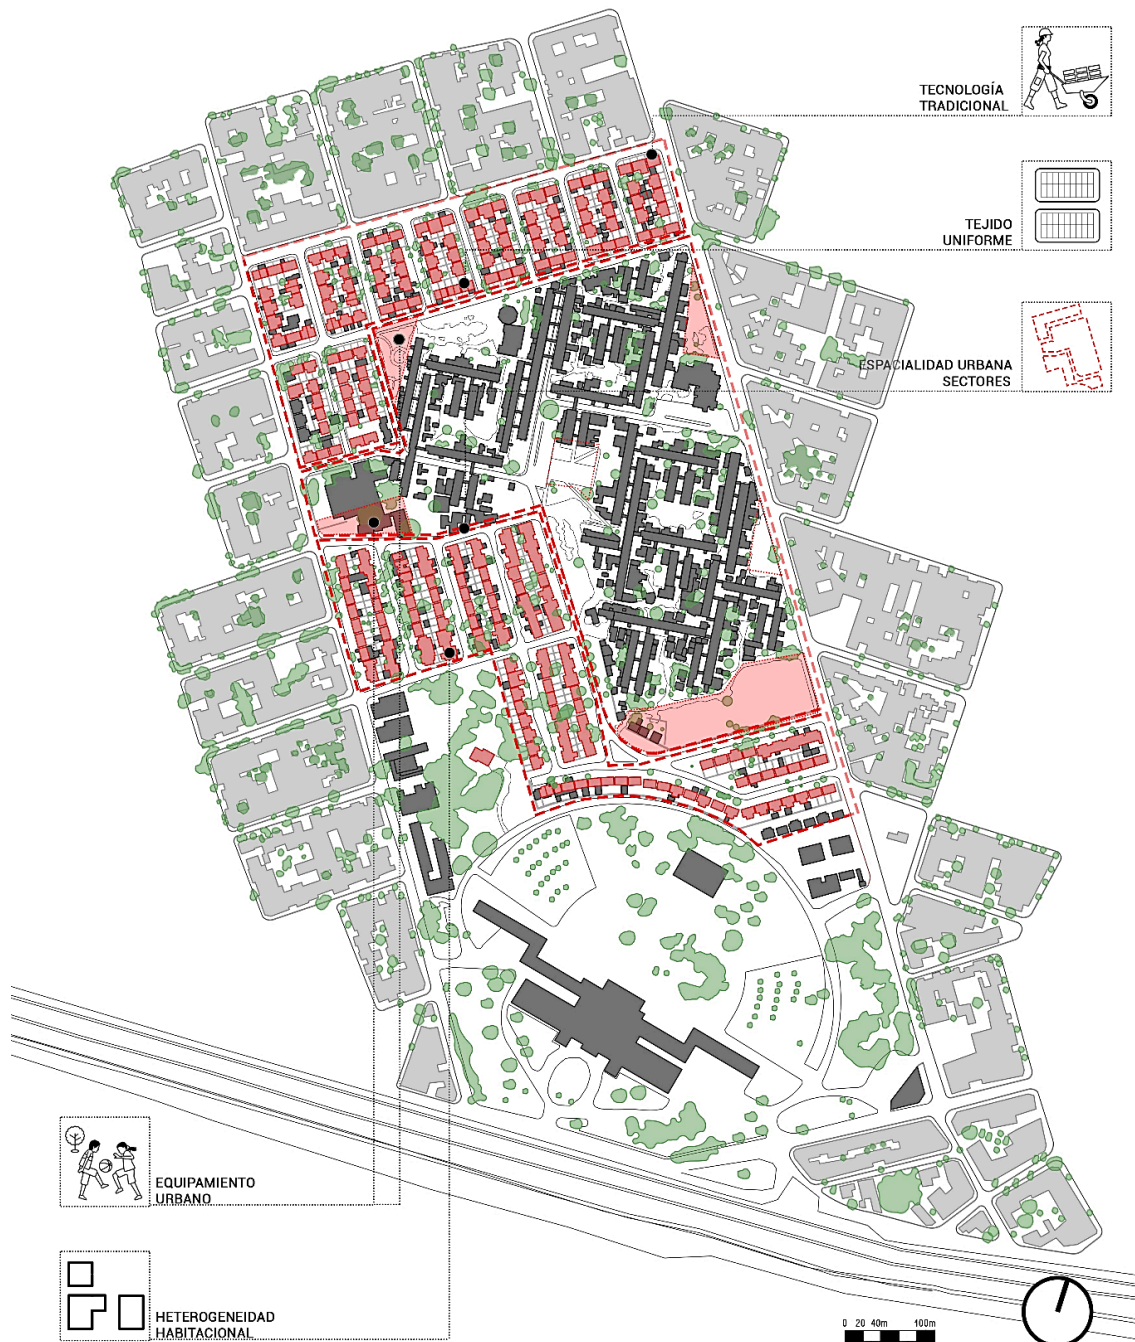 TECNOLOGÍA
TRADICIONAL
TEJIDO
UNIFORME
ESPACIALIDAD URBANA
SECTORES
EQUIPAMIENTO
URBANO
HETEROGENEIDAD
HABITACIONAL
0 20 40m 100m